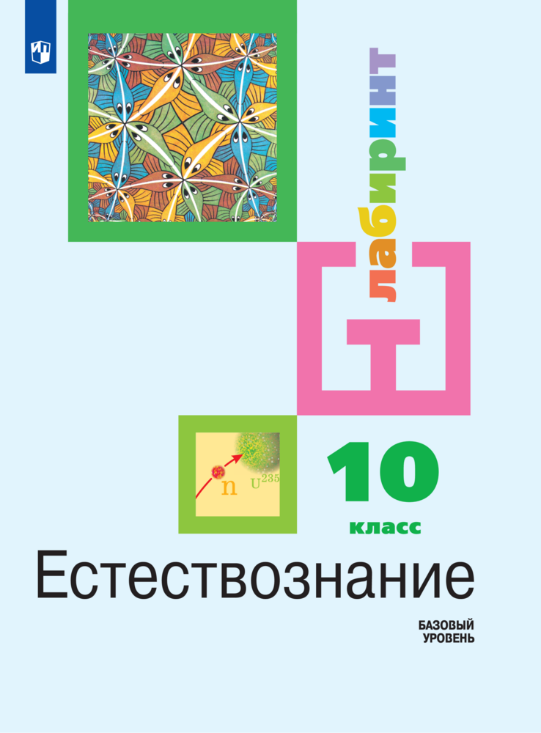 лабиринт
n
U235
10
класс
Естествознание
БАЗОВЫЙ
УРОВЕНЬ